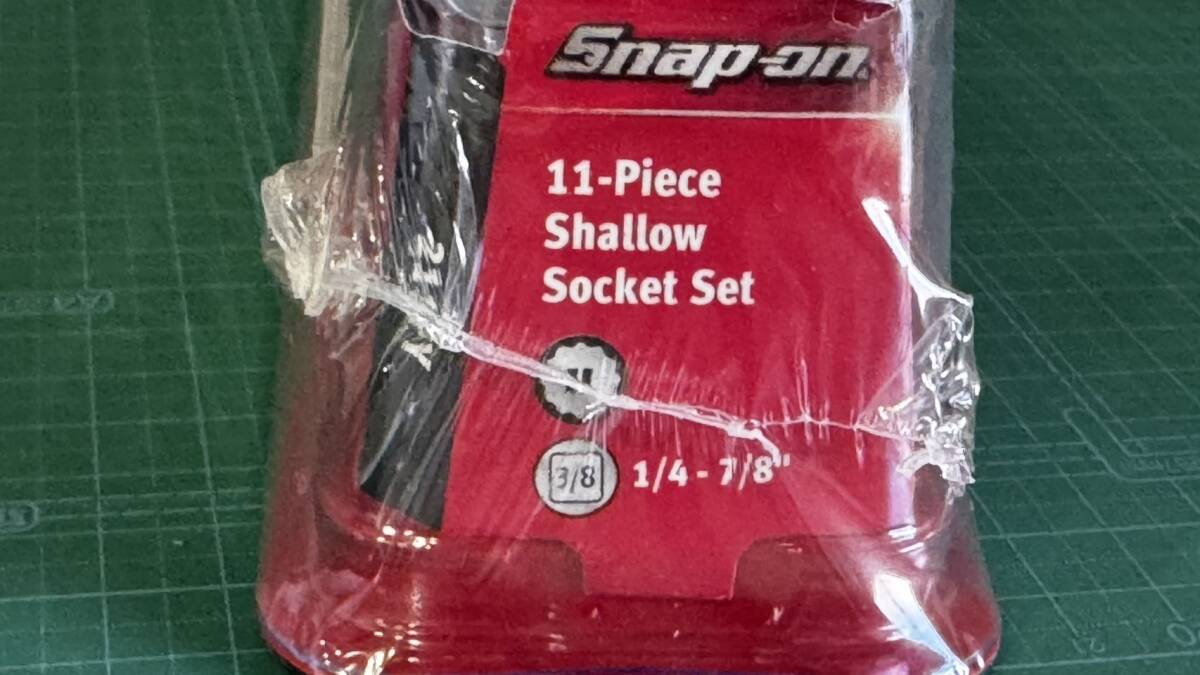 Snap-on
11-Piece
Shallow
Socket Set
3/8
1/4 - 7/8"